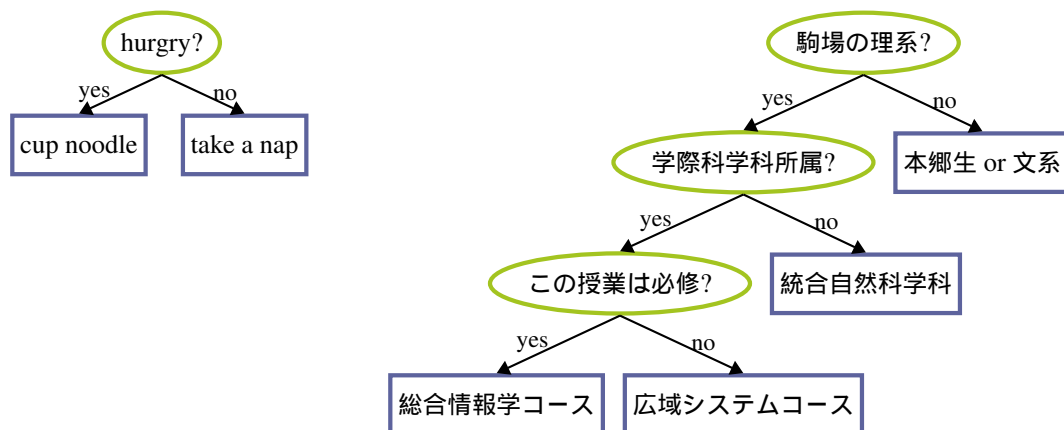 hurgry?
yes
no
cup noodle
take a nap
駒場の理系?
yes
no
学際科学科所属?
本郷生 or 文系
yes
no
この授業は必修?
統合自然科学科
yes
no
総合情報学コース
広域システムコース